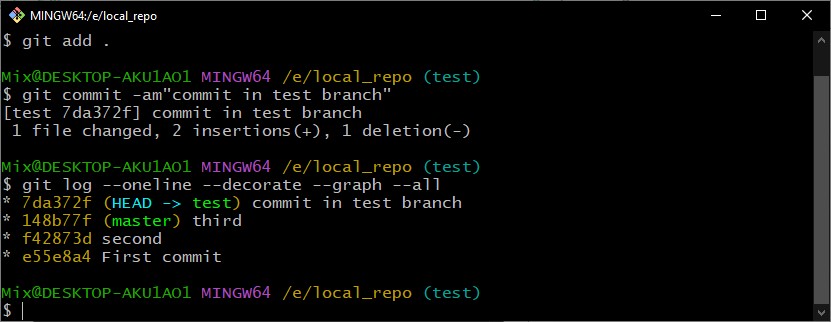 MINGW64:/e/local_repo
$ git add .
Mix@DESKTOP-AKU1AO1 MINGW64 /e/local_repo (test)
$ git commit -am"commit in test branch"
[test 7da372f] commit in test branch
 1 file changed, 2 insertions(+), 1 deletion(-)
Mix@DESKTOP-AKU1AO1 MINGW64 /e/local_repo (test)
$ git log --oneline --decorate --graph --all
* 7da372f (HEAD -> test) commit in test branch
* 148b77f (master) third
* f42873d second
* e55e8a4 First commit
Mix@DESKTOP-AKU1AO1 MINGW64 /e/local_repo (test)
$